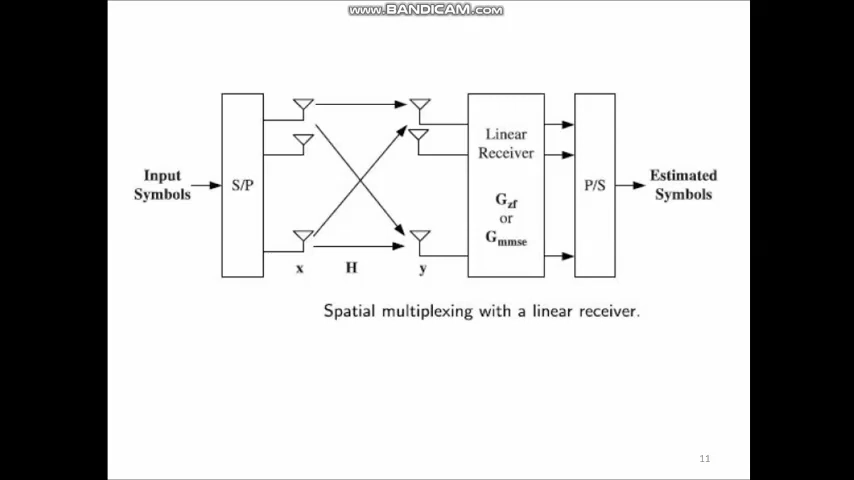 www.BANDICAM.com
Input
Symbols
S/P
x
H
y
Linear
Receiver
Gzf
or
Gmmse
P/S
Estimated
Symbols
Spatial multiplexing with a linear receiver.
11